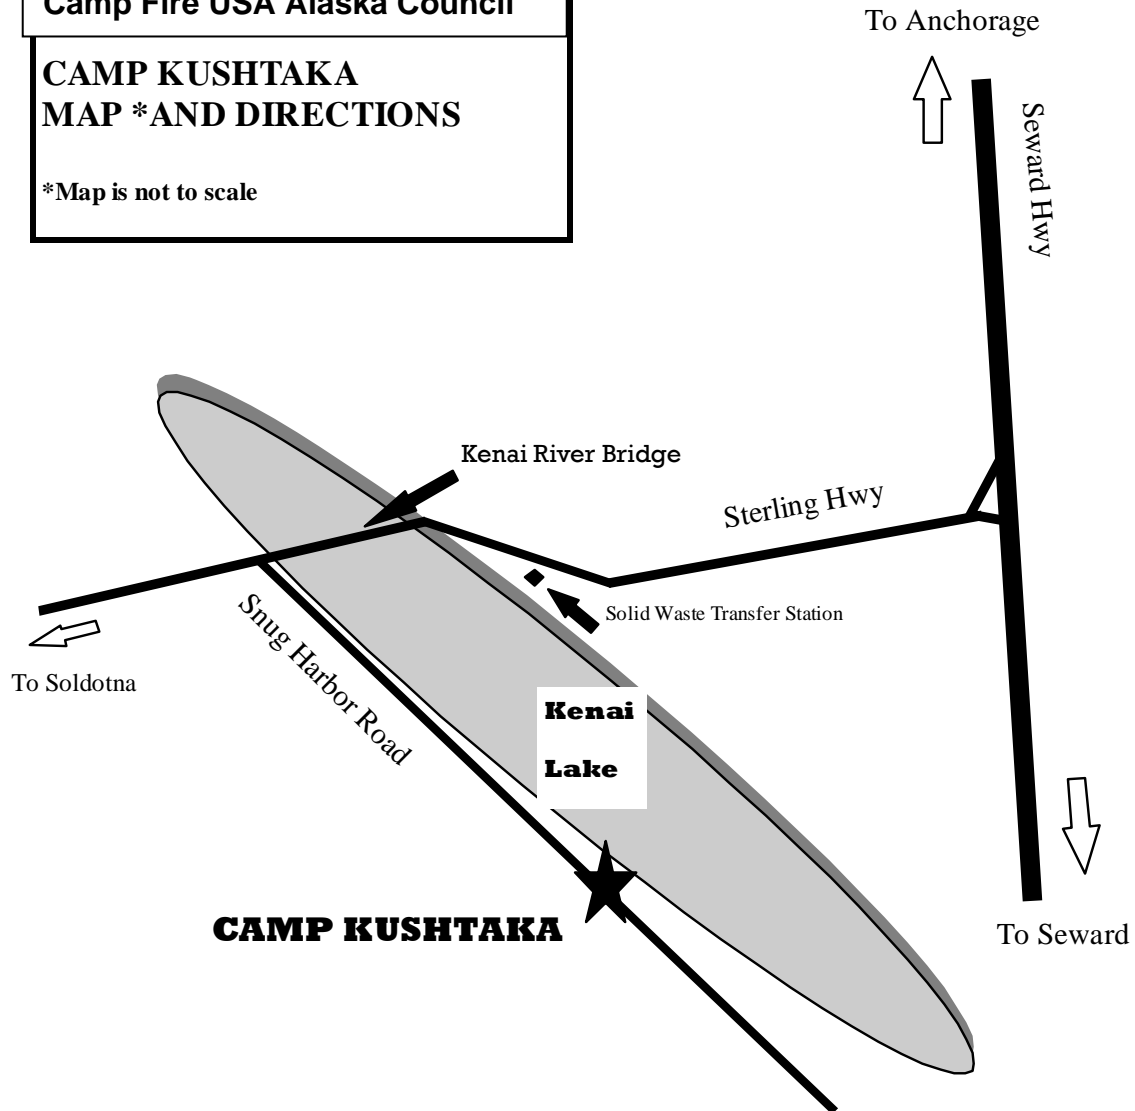 Camp Fire USA Alaska Council
CAMP KUSHTAKA
MAP *AND DIRECTIONS
*Map is not to scale
To Anchorage
Seward Hwy
Kenai River Bridge
Sterling Hwy
Solid Waste Transfer Station
Snug Harbor Road
To Soldotna
Kenai
Lake
CAMP KUSHTAKA
To Seward